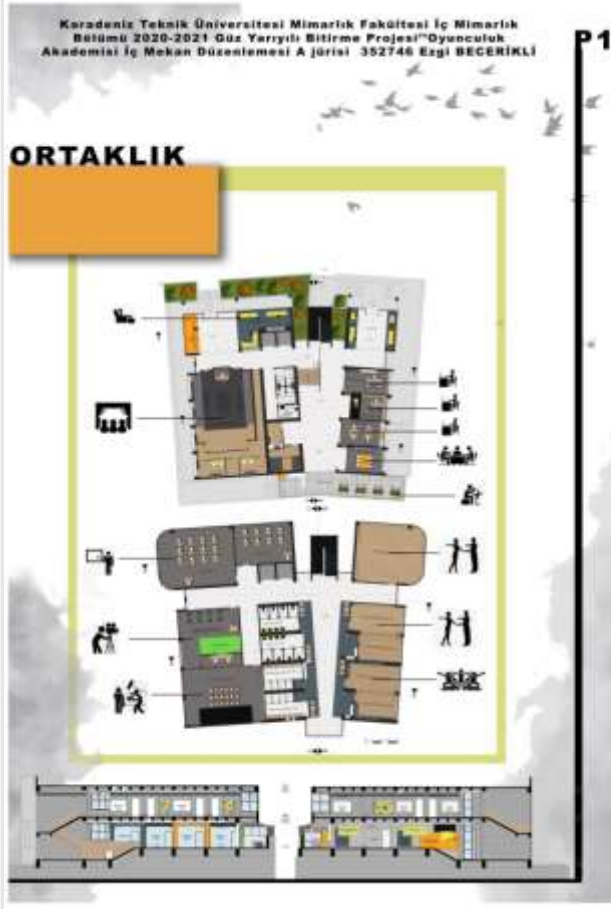 Karadeniz Teknik Üniversitesi Mimarlık Fakültesi İç Mimarlık
Bölümü 2020-2021 Güz Yarıyılı Bitirme Projesi"Oyunculuk
Akademisi İç Mekan Düzenlemesi A jürisi 352746 Ezgi BECERİKLİ
P1
ORTAKLIK